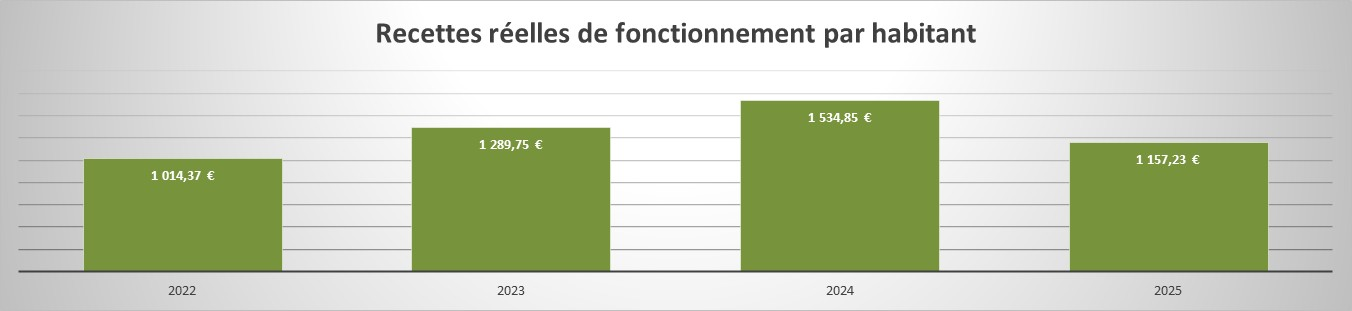 Recettes réelles de fonctionnement par habitant
1 014,37 €
1 289,75 €
1 534,85 €
1 157,23 €
2022
2023
2024
2025